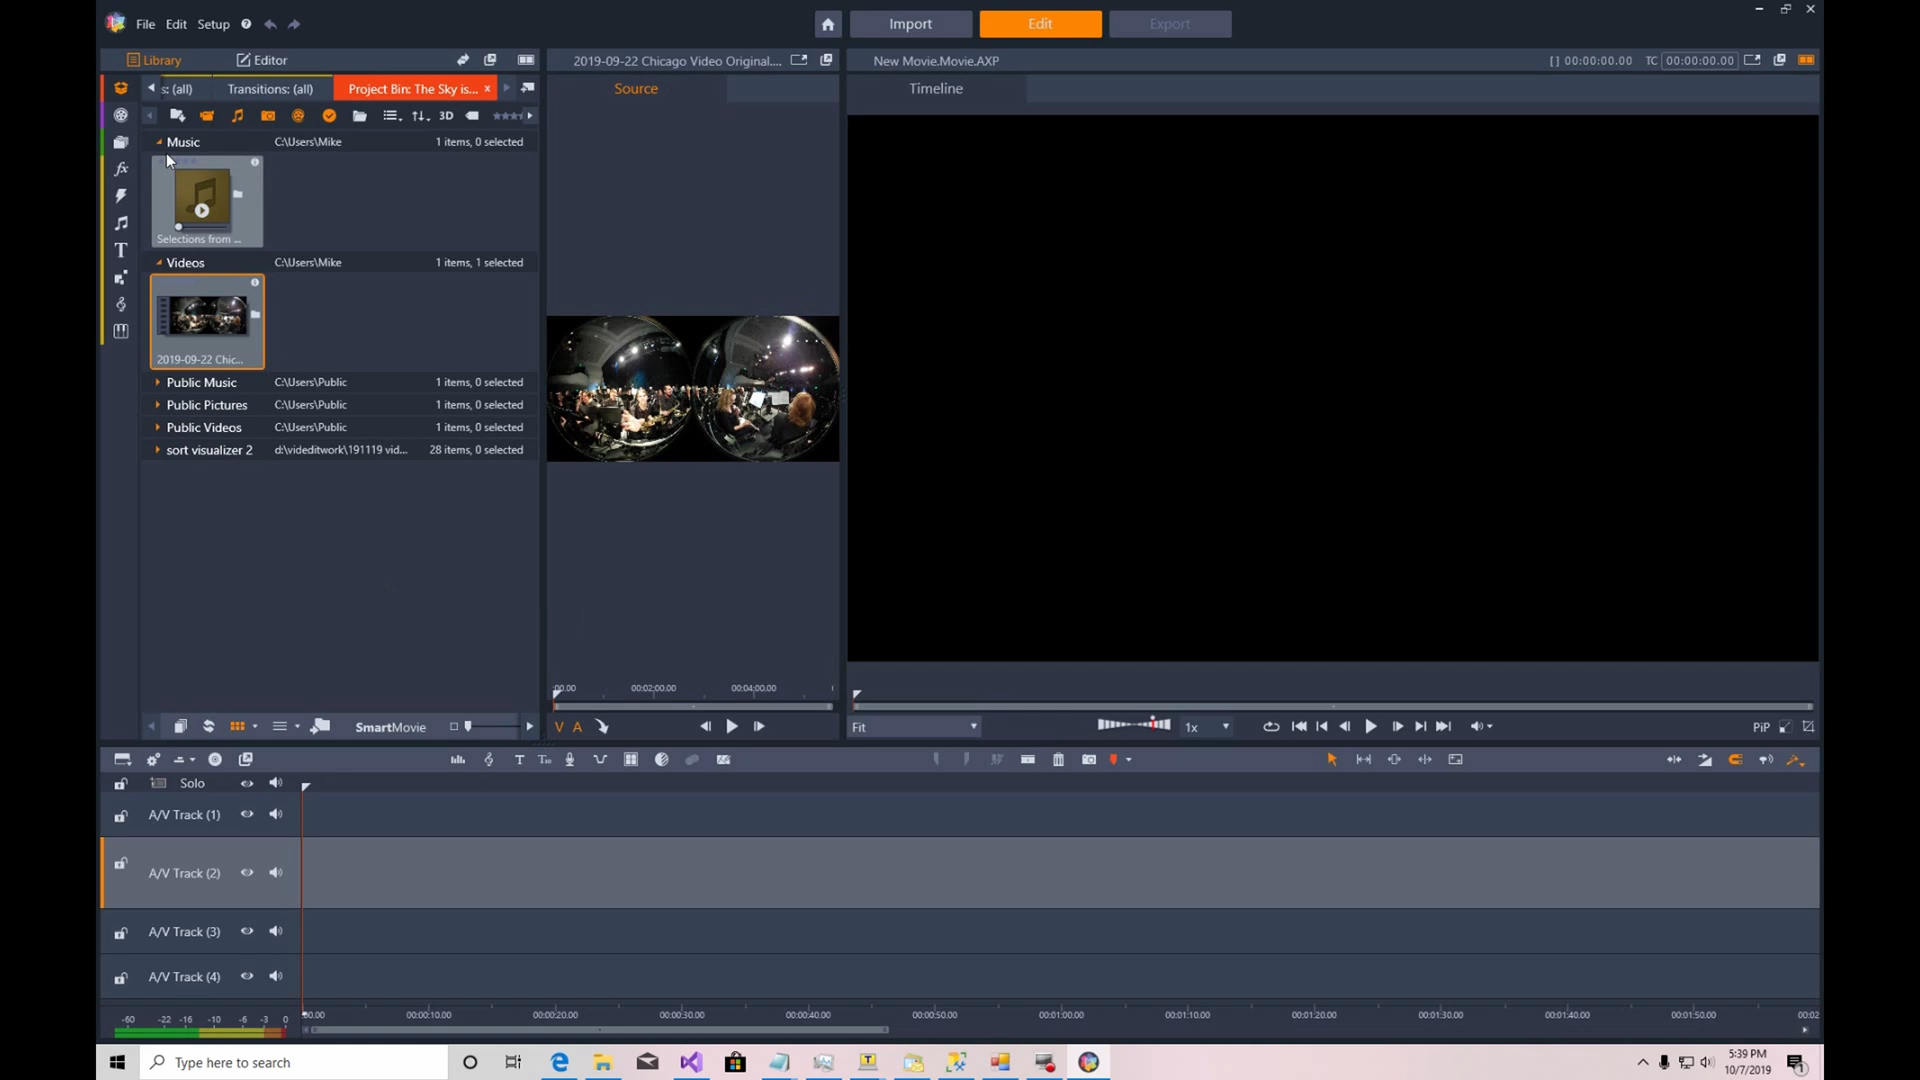 File Edit Setup
Import Edit Export
Library Editor
2019-09-22 Chicago Video Original....
New Movie.Movie.AXP
[ ] 00:00:00.00 TC 00:00:00.00
s: (all) Transitions: (all) Project Bin: The Sky is... x
Source
Timeline
3D
Music C:\Users\Mike 1 items, 0 selected
Selections from ...
Videos C:\Users\Mike 1 items, 1 selected
2019-09-22 Chic...
Public Music C:\Users\Public 1 items, 0 selected
Public Pictures C:\Users\Public 1 items, 0 selected
Public Videos C:\Users\Public 1 items, 0 selected
sort visualizer 2 d:\videditwork\191119 vid... 28 items, 0 selected
:00.00 00:02:00.00 00:04:00.00
SmartMovie
V A
Fit
1x
PiP
Solo
A/V Track (1)
A/V Track (2)
A/V Track (3)
A/V Track (4)
-60 -22 -16 -10 -6 -3 0
:00.00 00:00:10.00 00:00:20.00 00:00:30.00 00:00:40.00 00:00:50.00 00:01:00.00 00:01:10.00 00:01:20.00 00:01:30.00 00:01:40.00 00:01:50.00 00:02
Type here to search
5:39 PM
10/7/2019